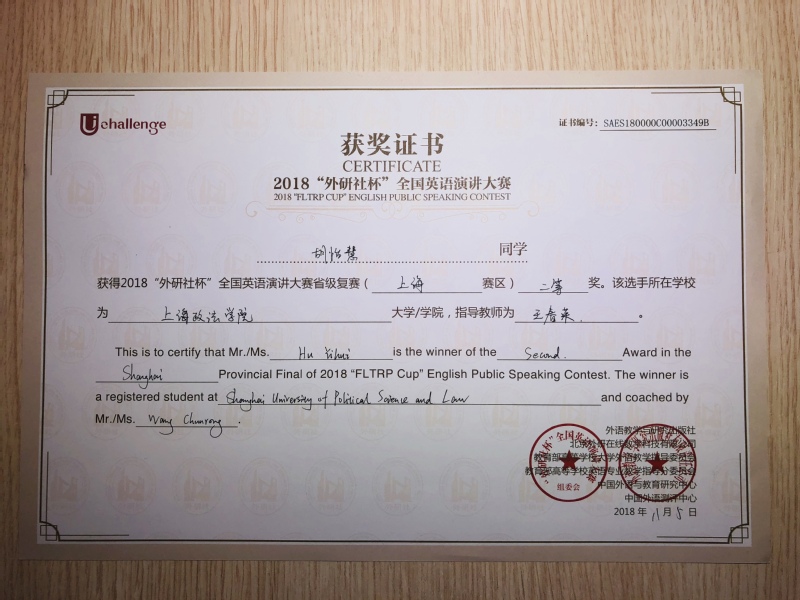 Uchallenge
证书编号: SAES180000C00003349B
获奖证书
CERTIFICATE
2018“外研社杯”全国英语演讲大赛
2018 "FLTRP CUP" ENGLISH PUBLIC SPEAKING CONTEST
胡怡慧 同学
获得2018“外研社杯”全国英语演讲大赛省级复赛（ 上海 赛区） 二等 奖。该选手所在学校
为 上海政法学院 大学/学院，指导教师为 王春荣 。
This is to certify that Mr./Ms. Hu Yihui is the winner of the Second Award in the
Shanghai Provincial Final of 2018 "FLTRP Cup" English Public Speaking Contest. The winner is
a registered student at Shanghai University of Political Science and Law and coached by
Mr./Ms. Wang Chunrong.
外语教学与研究出版社
北京外研在线教育科技有限公司
教育部高等学校大学外语教学指导委员会
教育部高等学校英语专业教学指导分委员会
中国外语与教育研究中心
中国外语测评中心
2018 年 11 月 5 日
组委会